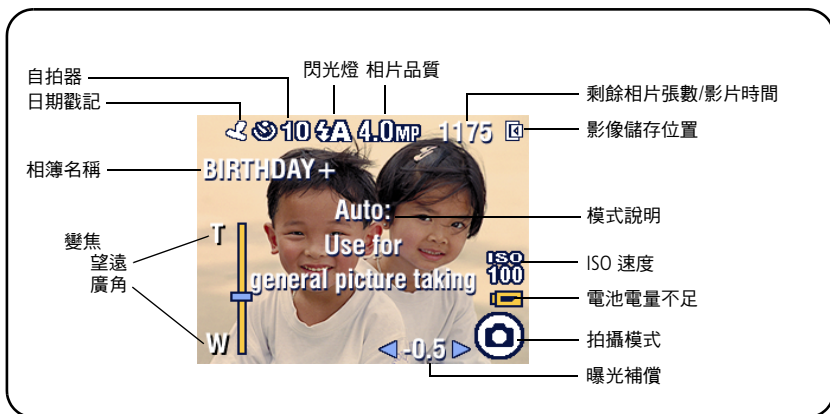 自拍器
日期戳記
閃光燈 相片品質
剩餘相片張數/影片時間
影像儲存位置
10 ϟA 4.0MP 1175
相簿名稱
BIRTHDAY+
Auto:
Use for
general picture taking
模式說明
變焦
望遠
廣角
T
W
ISO
100
ISO 速度
電池電量不足
拍攝模式
-0.5
曝光補償